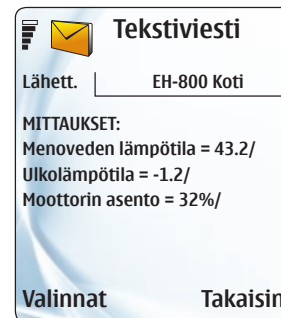 Tekstiviesti
Lähett. EH-800 Koti
MITTAUKSET:
Menoveden lämpötila = 43.2/
Ulkolämpötila = -1.2/
Moottorin asento = 32%/
Valinnat Takaisin